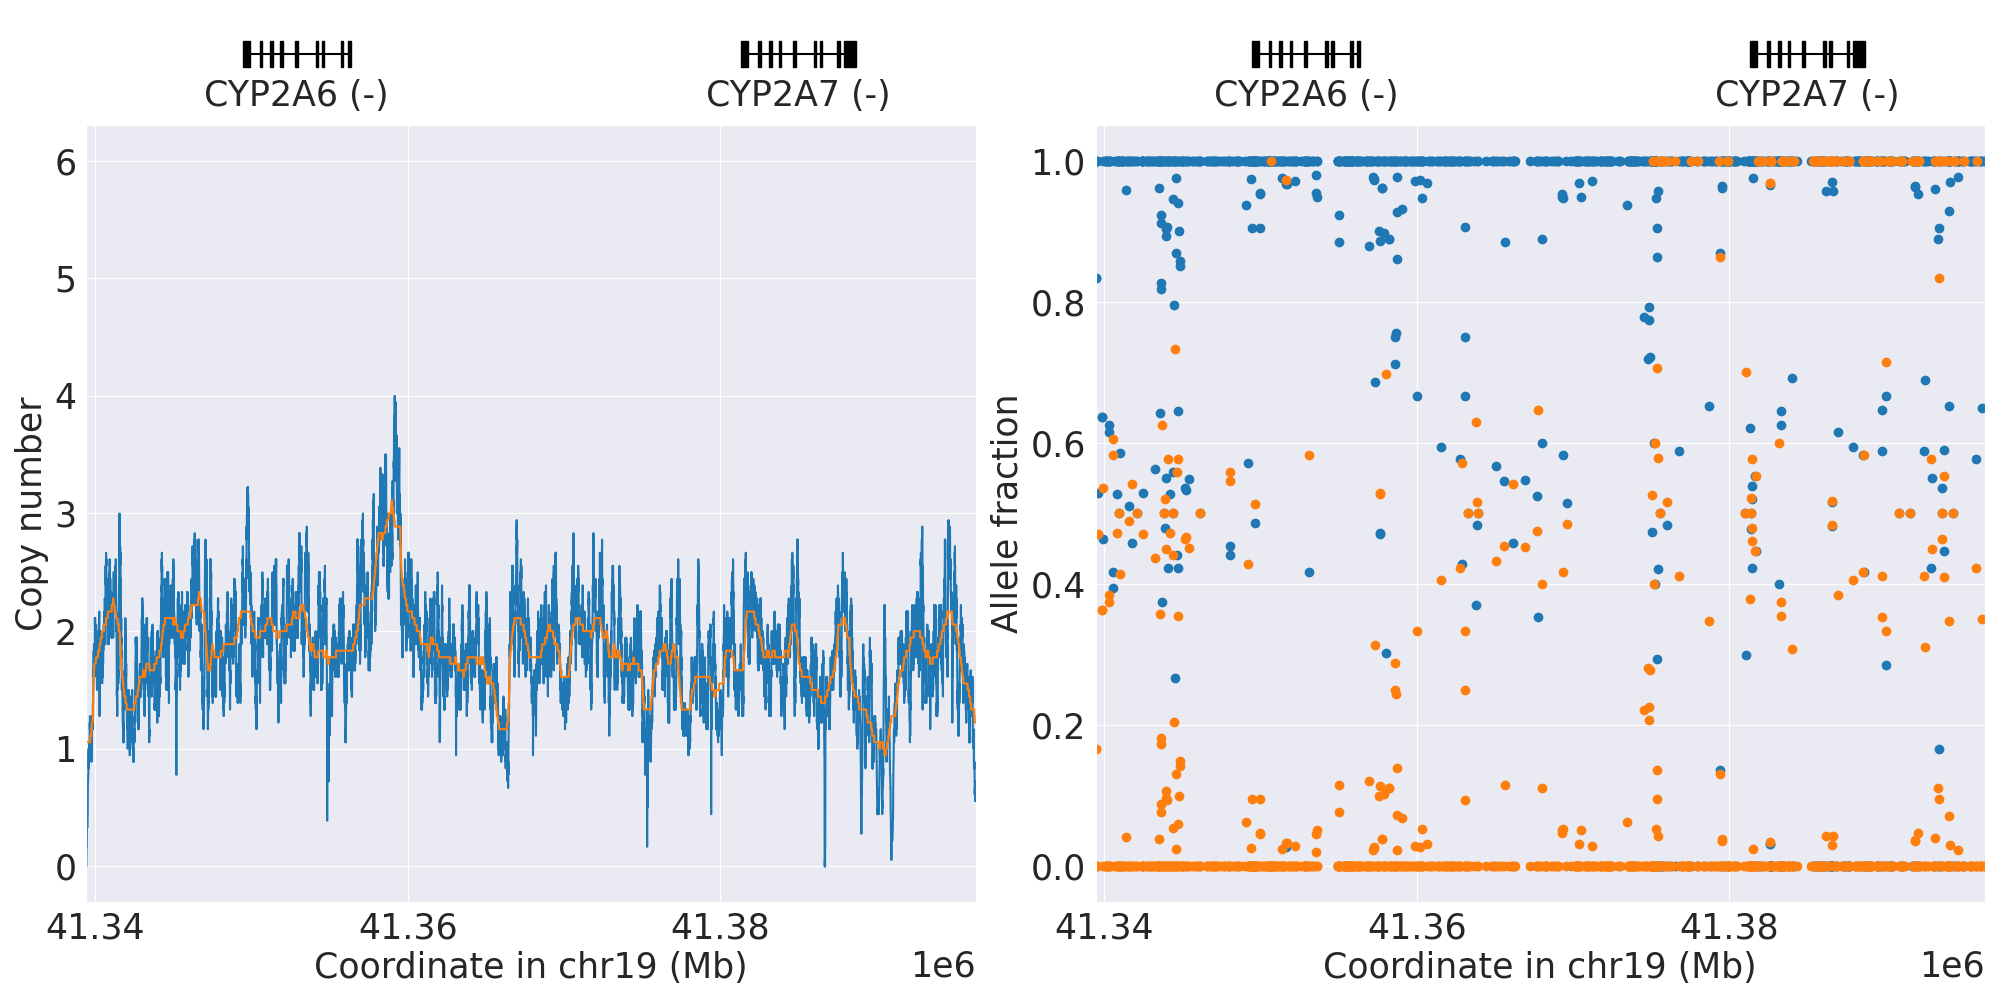 CYP2A6 (-)
CYP2A7 (-)
6
5
4
3
2
1
0
Copy number
41.34
41.36
41.38
Coordinate in chr19 (Mb)
1e6
CYP2A6 (-)
CYP2A7 (-)
1.0
0.8
0.6
0.4
0.2
0.0
Allele fraction
41.34
41.36
41.38
Coordinate in chr19 (Mb)
1e6